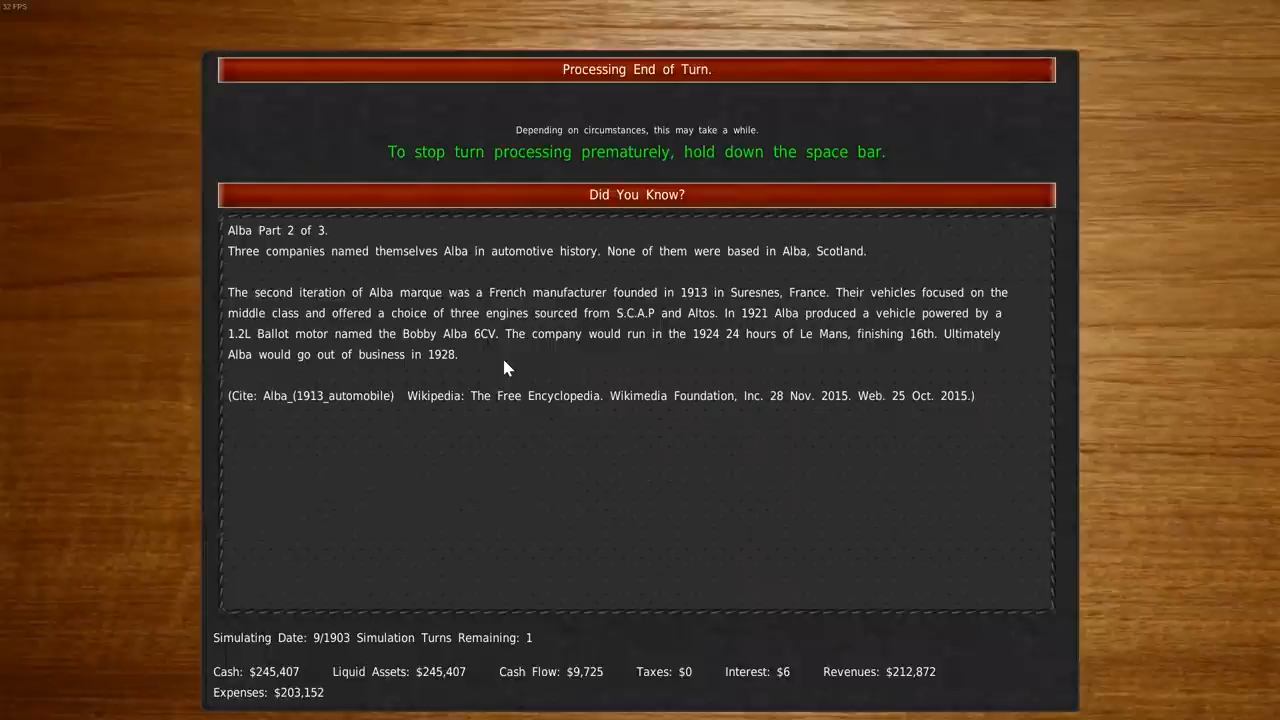 52 FPS
Processing End of Turn.
Depending on circumstances, this may take a while.
To stop turn processing prematurely, hold down the space bar.
Did You Know?
Alba Part 2 of 3.
Three companies named themselves Alba in automotive history. None of them were based in Alba, Scotland.
The second iteration of Alba marque was a French manufacturer founded in 1913 in Suresnes, France. Their vehicles focused on the
middle class and offered a choice of three engines sourced from S.C.A.P and Altos. In 1921 Alba produced a vehicle powered by a
1.2L Ballot motor named the Bobby Alba 6CV. The company would run in the 1924 24 hours of Le Mans, finishing 16th. Ultimately
Alba would go out of business in 1928.
(Cite: Alba_(1913_automobile) Wikipedia: The Free Encyclopedia. Wikimedia Foundation, Inc. 28 Nov. 2015. Web. 25 Oct. 2015.)
Simulating Date: 9/1903 Simulation Turns Remaining: 1
Cash: $245,407 Liquid Assets: $245,407 Cash Flow: $9,725 Taxes: $0 Interest: $6 Revenues: $212,872
Expenses: $203,152